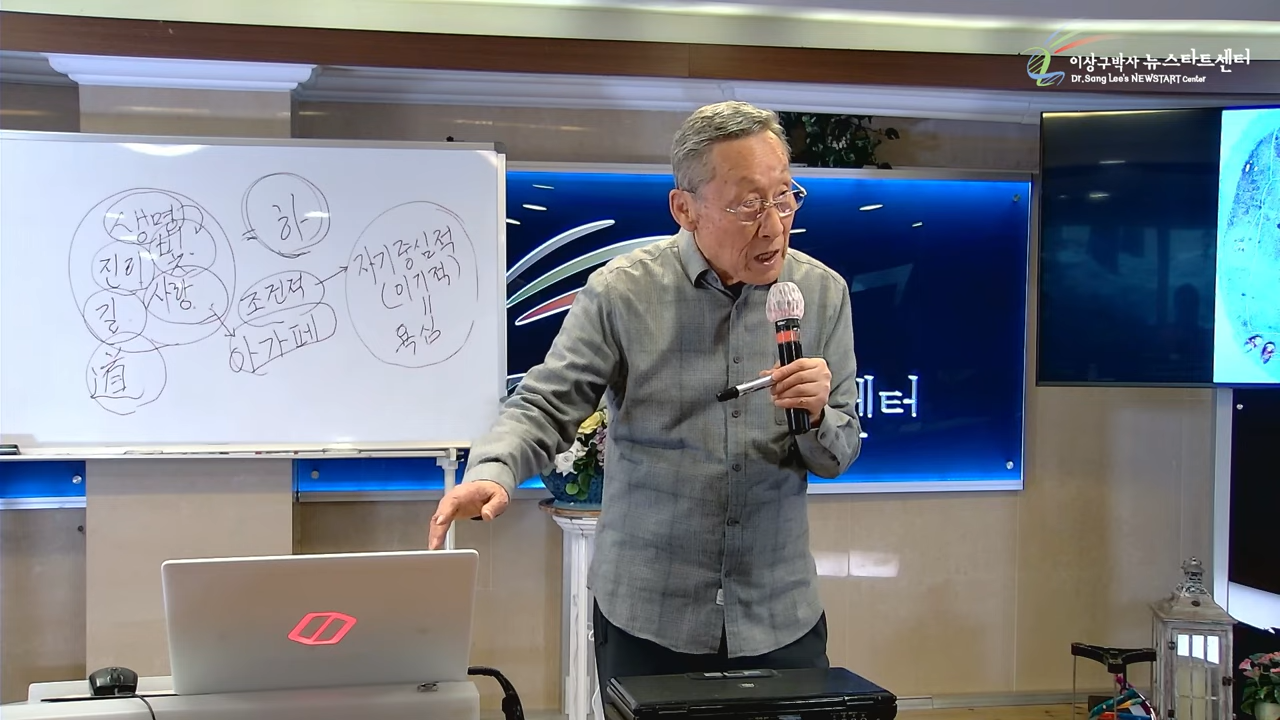 이상구박사 뉴스타트센터
Dr. Sang Lee's NEWSTART Center
생명
빛
진리
사랑
길
道
하
조건적
아가페
자기중심적
(이기적)
욕심
센터